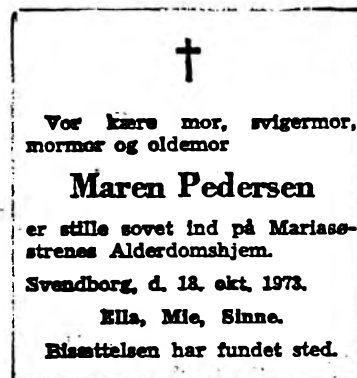 Vor kære mor, svigermor,
mormor og oldemor
Maren Pedersen
er stille sovet ind på Mariasø-
strenes Alderdomshjem.
Svendborg, d. 13. okt. 1973.
Ella, Mie, Sinne.
Bisættelsen har fundet sted.